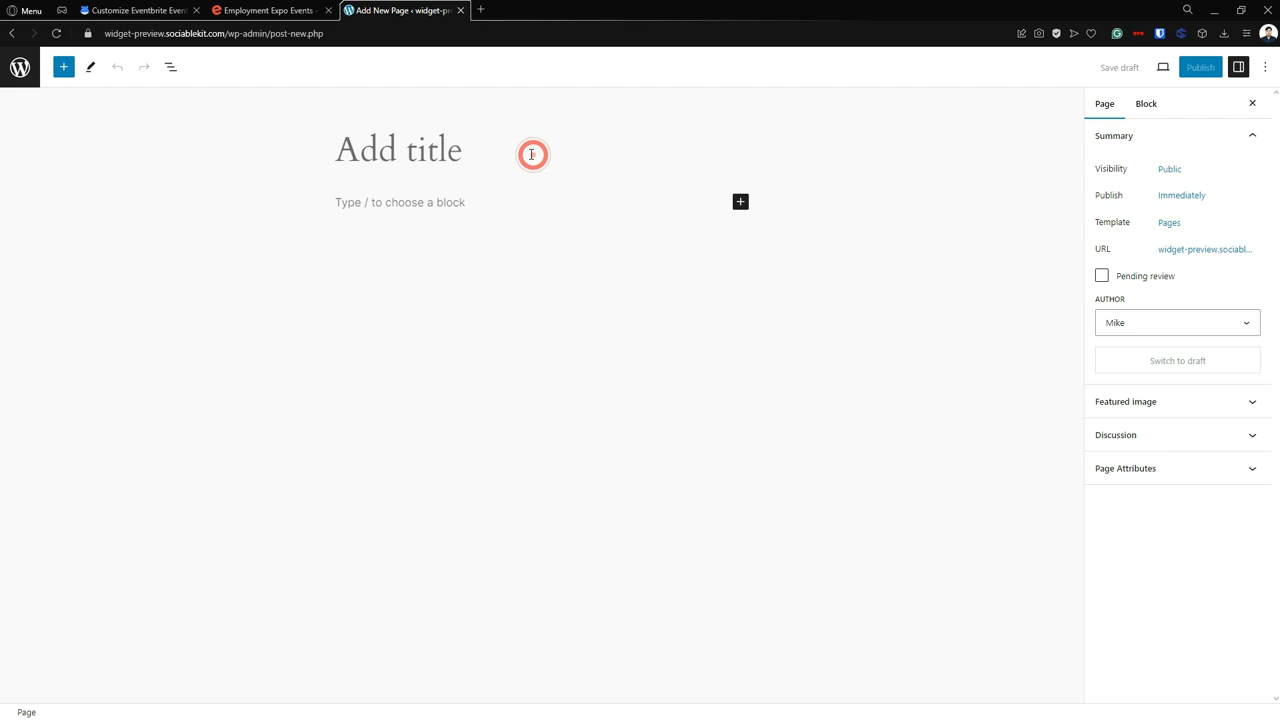 Menu
Customize Eventbrite Event
Employment Expo Events -
Add New Page ‹ widget-pr
widget-preview.sociablekit.com/wp-admin/post-new.php
Save draft
Publish
Page
Block
Add title
Type / to choose a block
Summary
Visibility
Public
Publish
Immediately
Template
Pages
URL
widget-preview.sociabl...
Pending review
AUTHOR
Mike
Switch to draft
Featured image
Discussion
Page Attributes
Page